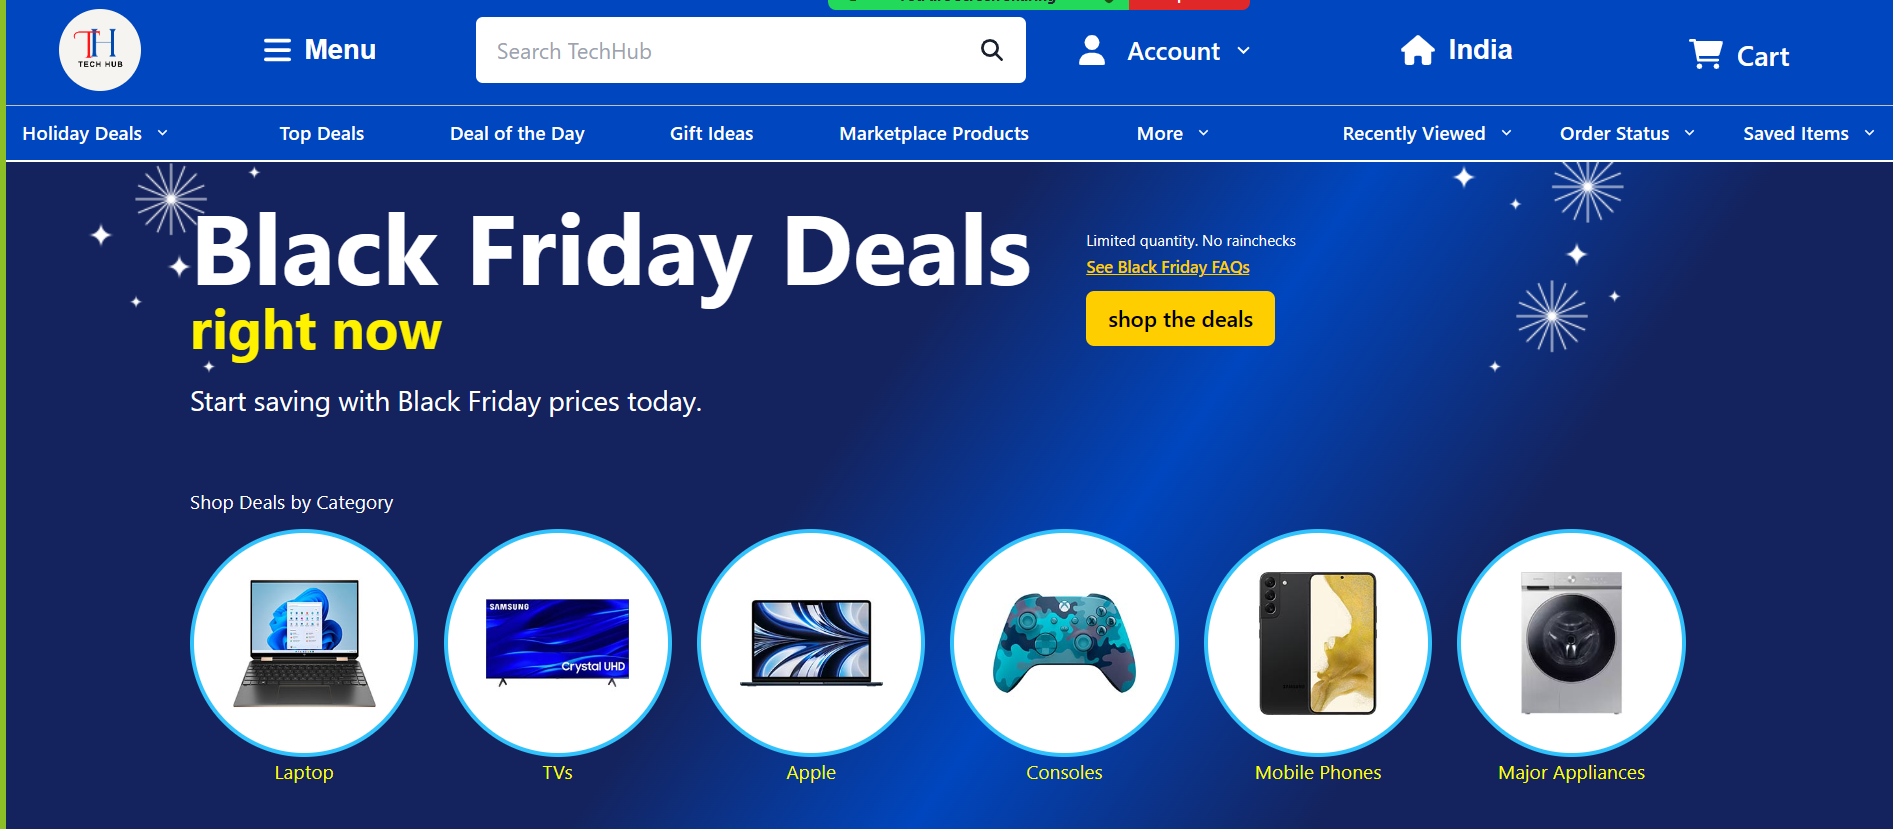 TH
TECH HUB
Menu
Search TechHub
Account
India
Cart
Holiday Deals
Top Deals
Deal of the Day
Gift Ideas
Marketplace Products
More
Recently Viewed
Order Status
Saved Items
Black Friday Deals
right now
Start saving with Black Friday prices today.
Limited quantity. No rainchecks
See Black Friday FAQs
shop the deals
Shop Deals by Category
SAMSUNG
Crystal UHD
Laptop
TVs
Apple
Consoles
Mobile Phones
Major Appliances